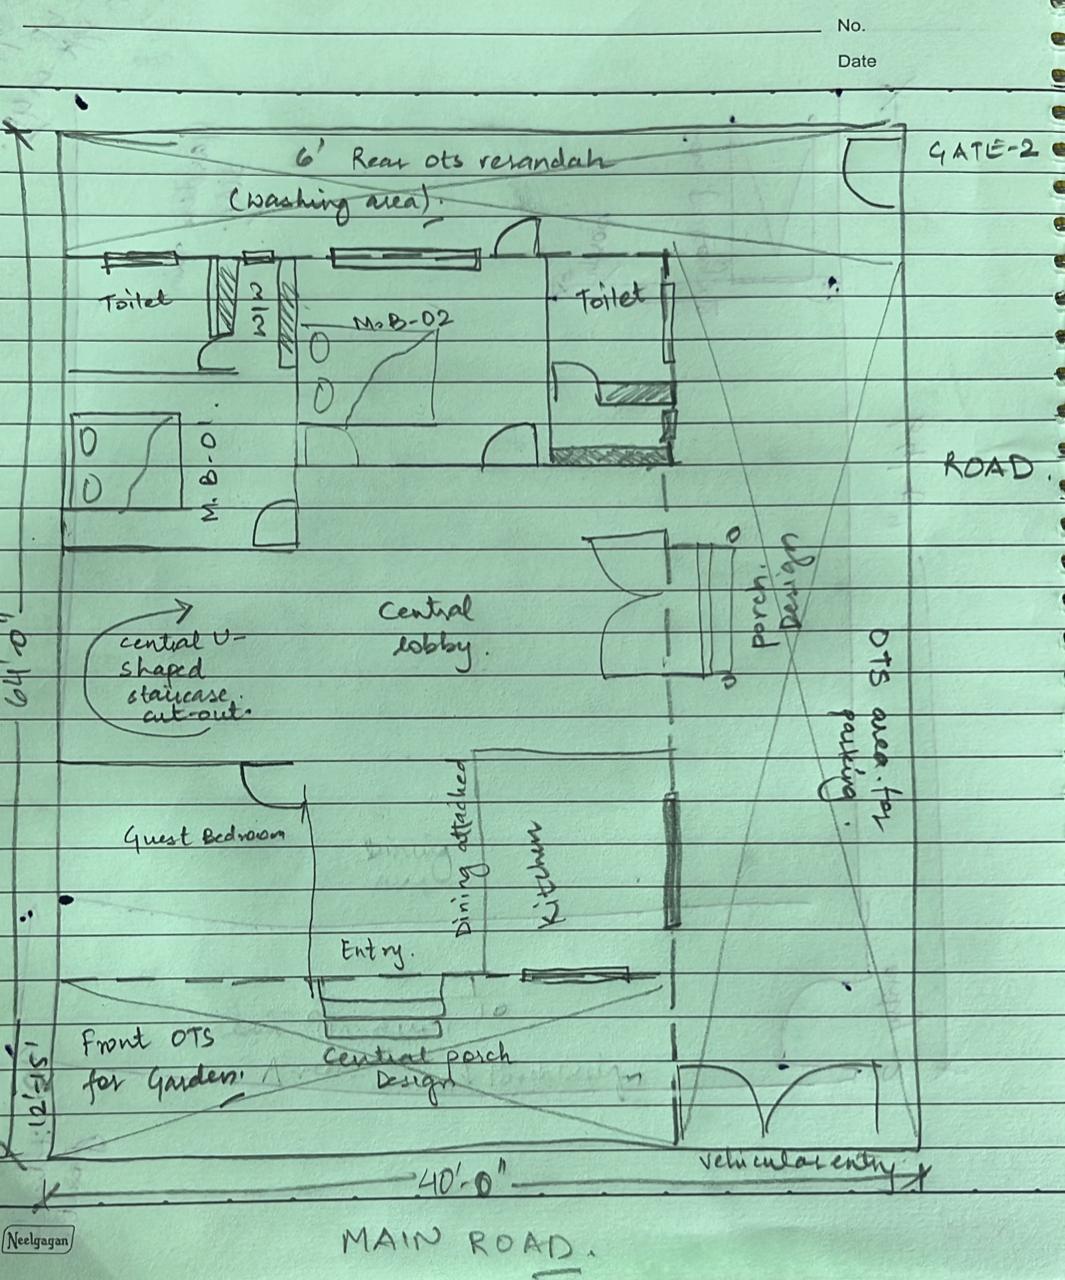 No.
Date
6' Rear OTS verandah
(washing area).
GATE-2
Toilet
W
W
M.B-02
Toilet
M.B-01.
ROAD.
Central
lobby.
Porch.
Design
central U-
shaped
staircase.
cut-out.
64'-0"
OTS area for
parking.
Guest Bedroom
Dining attached
Kitchen
Entry.
Front OTS
for Garden.
Central porch
Design
12'-15'
vehicular entry
40'-0"
Neelgagan
MAIN ROAD.